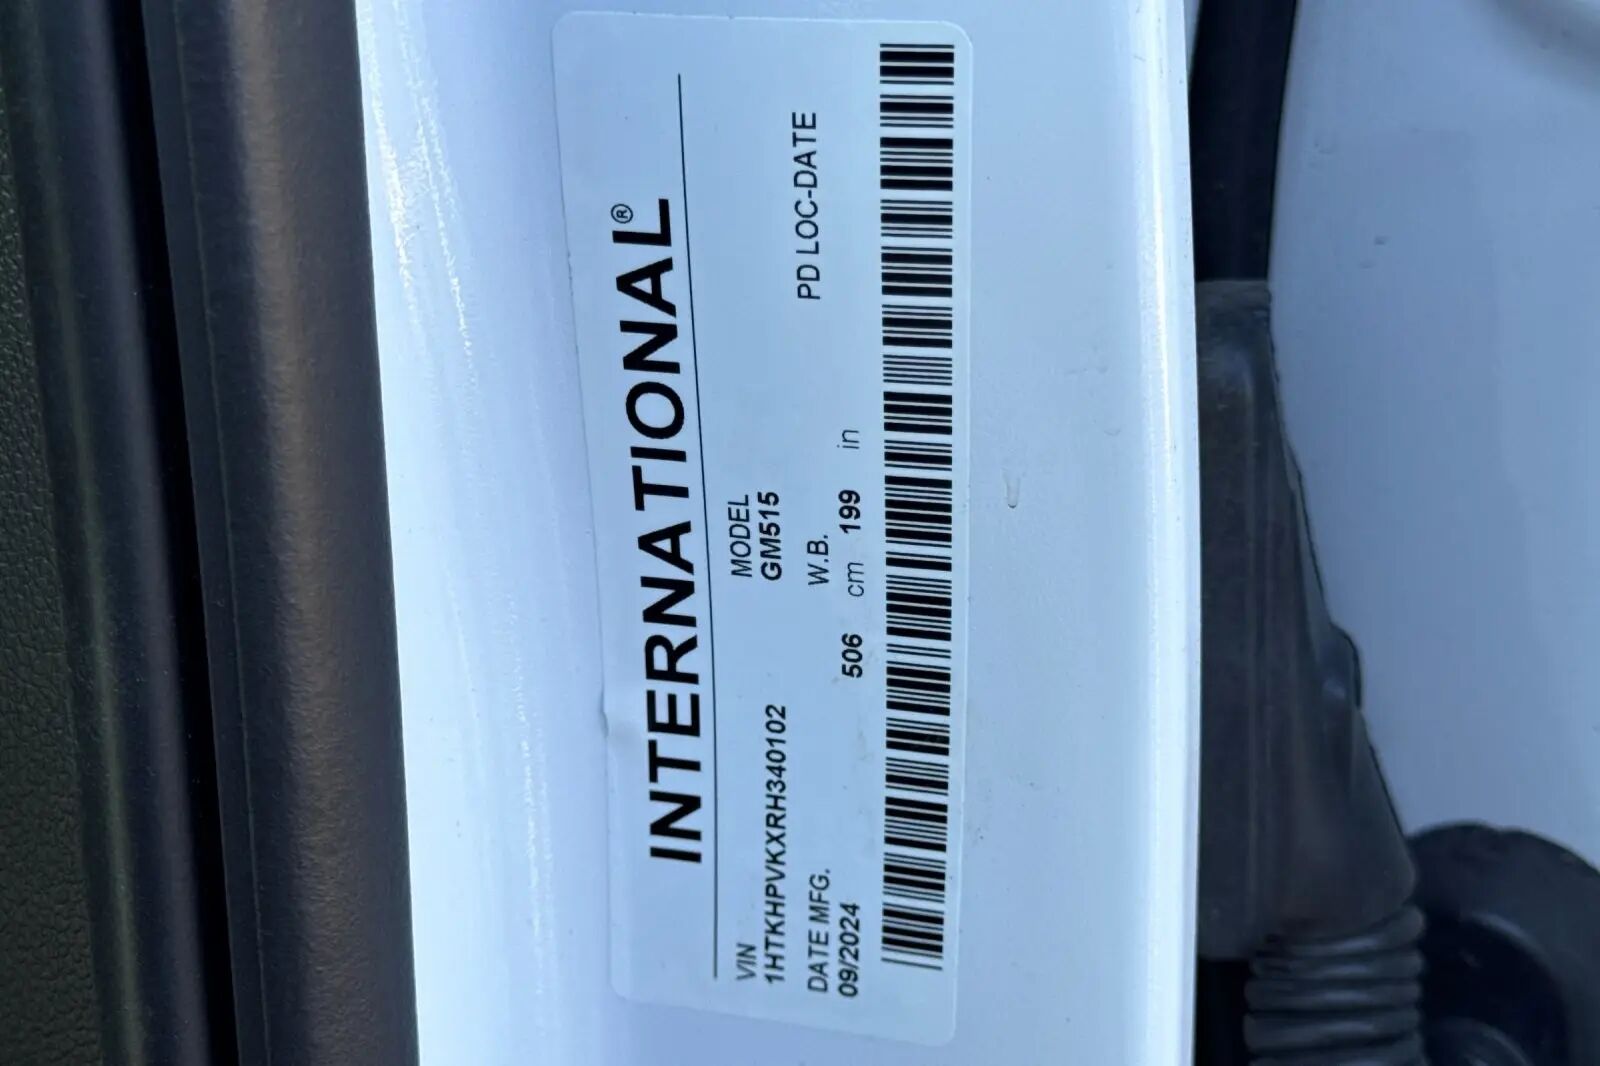 INTERNATIONAL®
VIN MODEL
1HTKHPVKXRH340102 GM515
DATE MFG. W.B. PD LOC-DATE
09/2024 506 cm 199 in